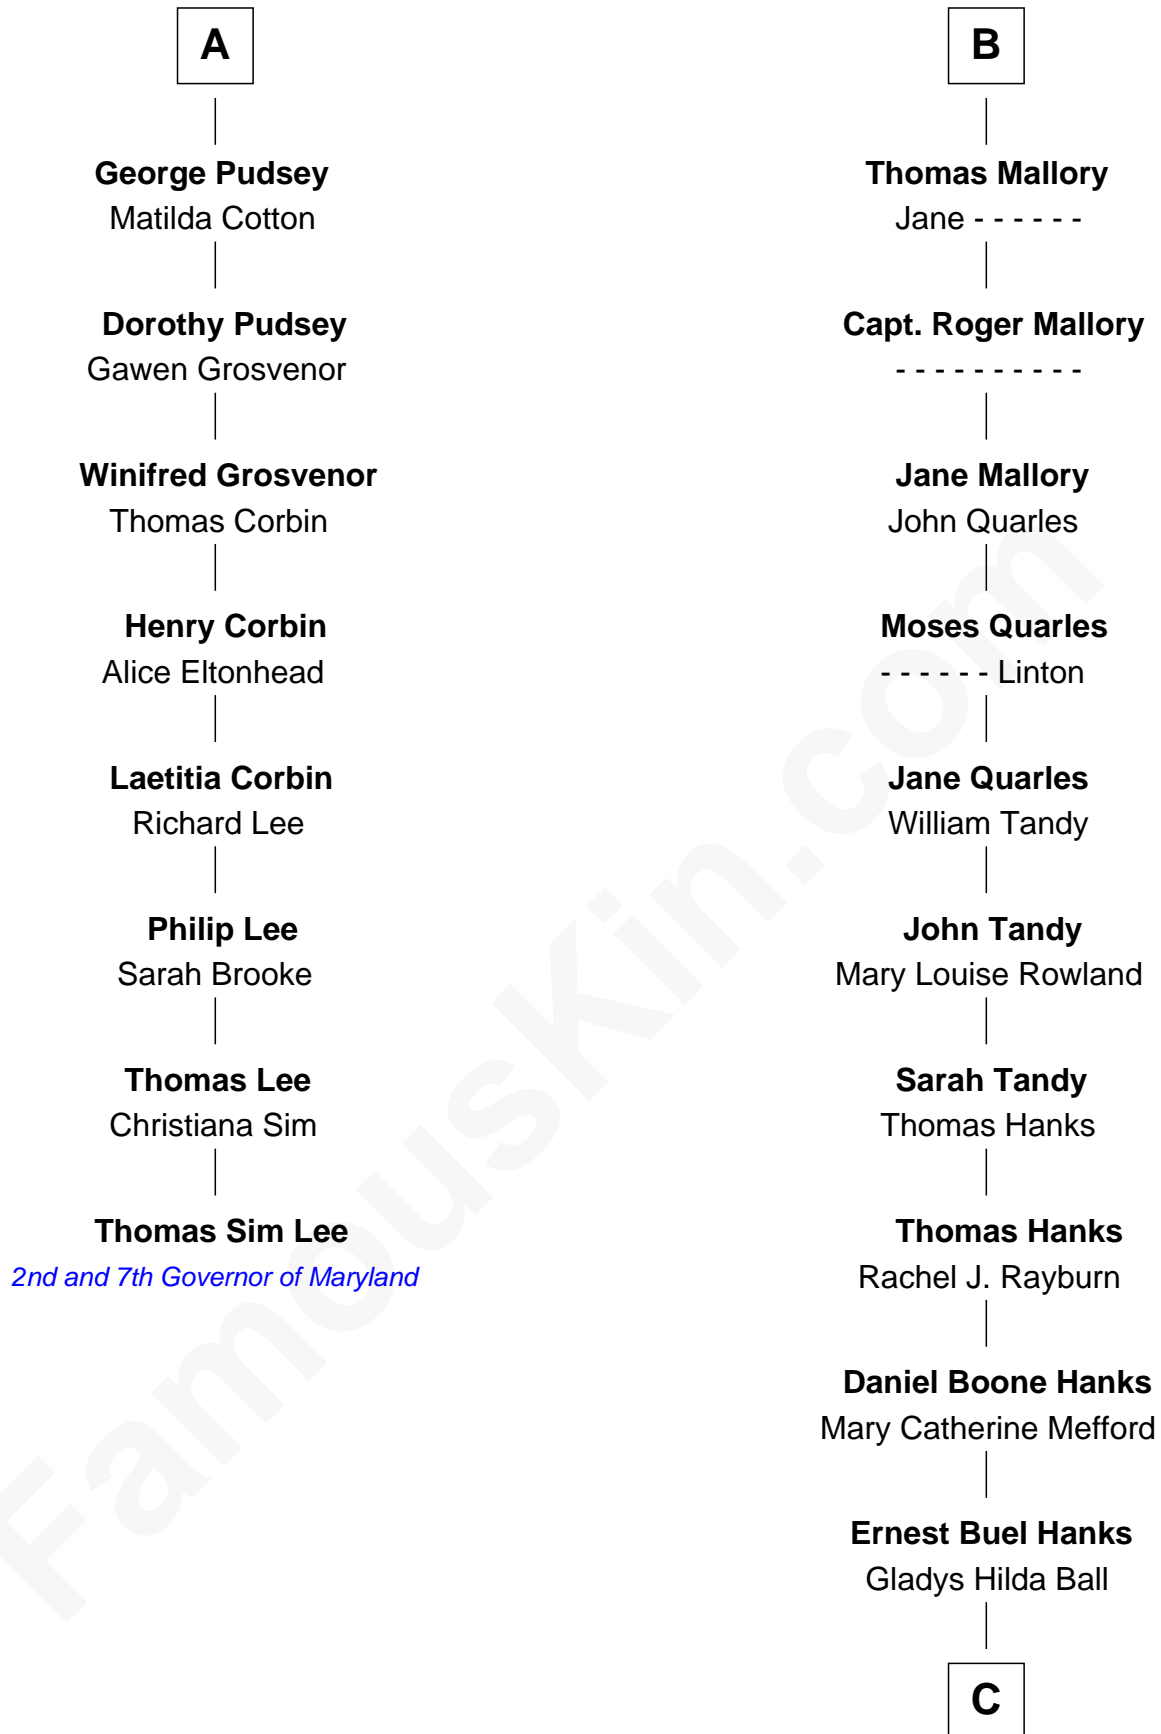 A
George Pudsey
Matilda Cotton
Dorothy Pudsey
Gawen Grosvenor
Winifred Grosvenor
Thomas Corbin
Henry Corbin
Alice Eltonhead
Laetitia Corbin
Richard Lee
Philip Lee
Sarah Brooke
Thomas Lee
Christiana Sim
Thomas Sim Lee
2nd and 7th Governor of Maryland
B
Thomas Mallory
Jane - - - - - -
Capt. Roger Mallory
- - - - - - - - - -
Jane Mallory
John Quarles
Moses Quarles
- - - - - - Linton
Jane Quarles
William Tandy
John Tandy
Mary Louise Rowland
Sarah Tandy
Thomas Hanks
Thomas Hanks
Rachel J. Rayburn
Daniel Boone Hanks
Mary Catherine Mefford
Ernest Buel Hanks
Gladys Hilda Ball
C
FamousKin.com